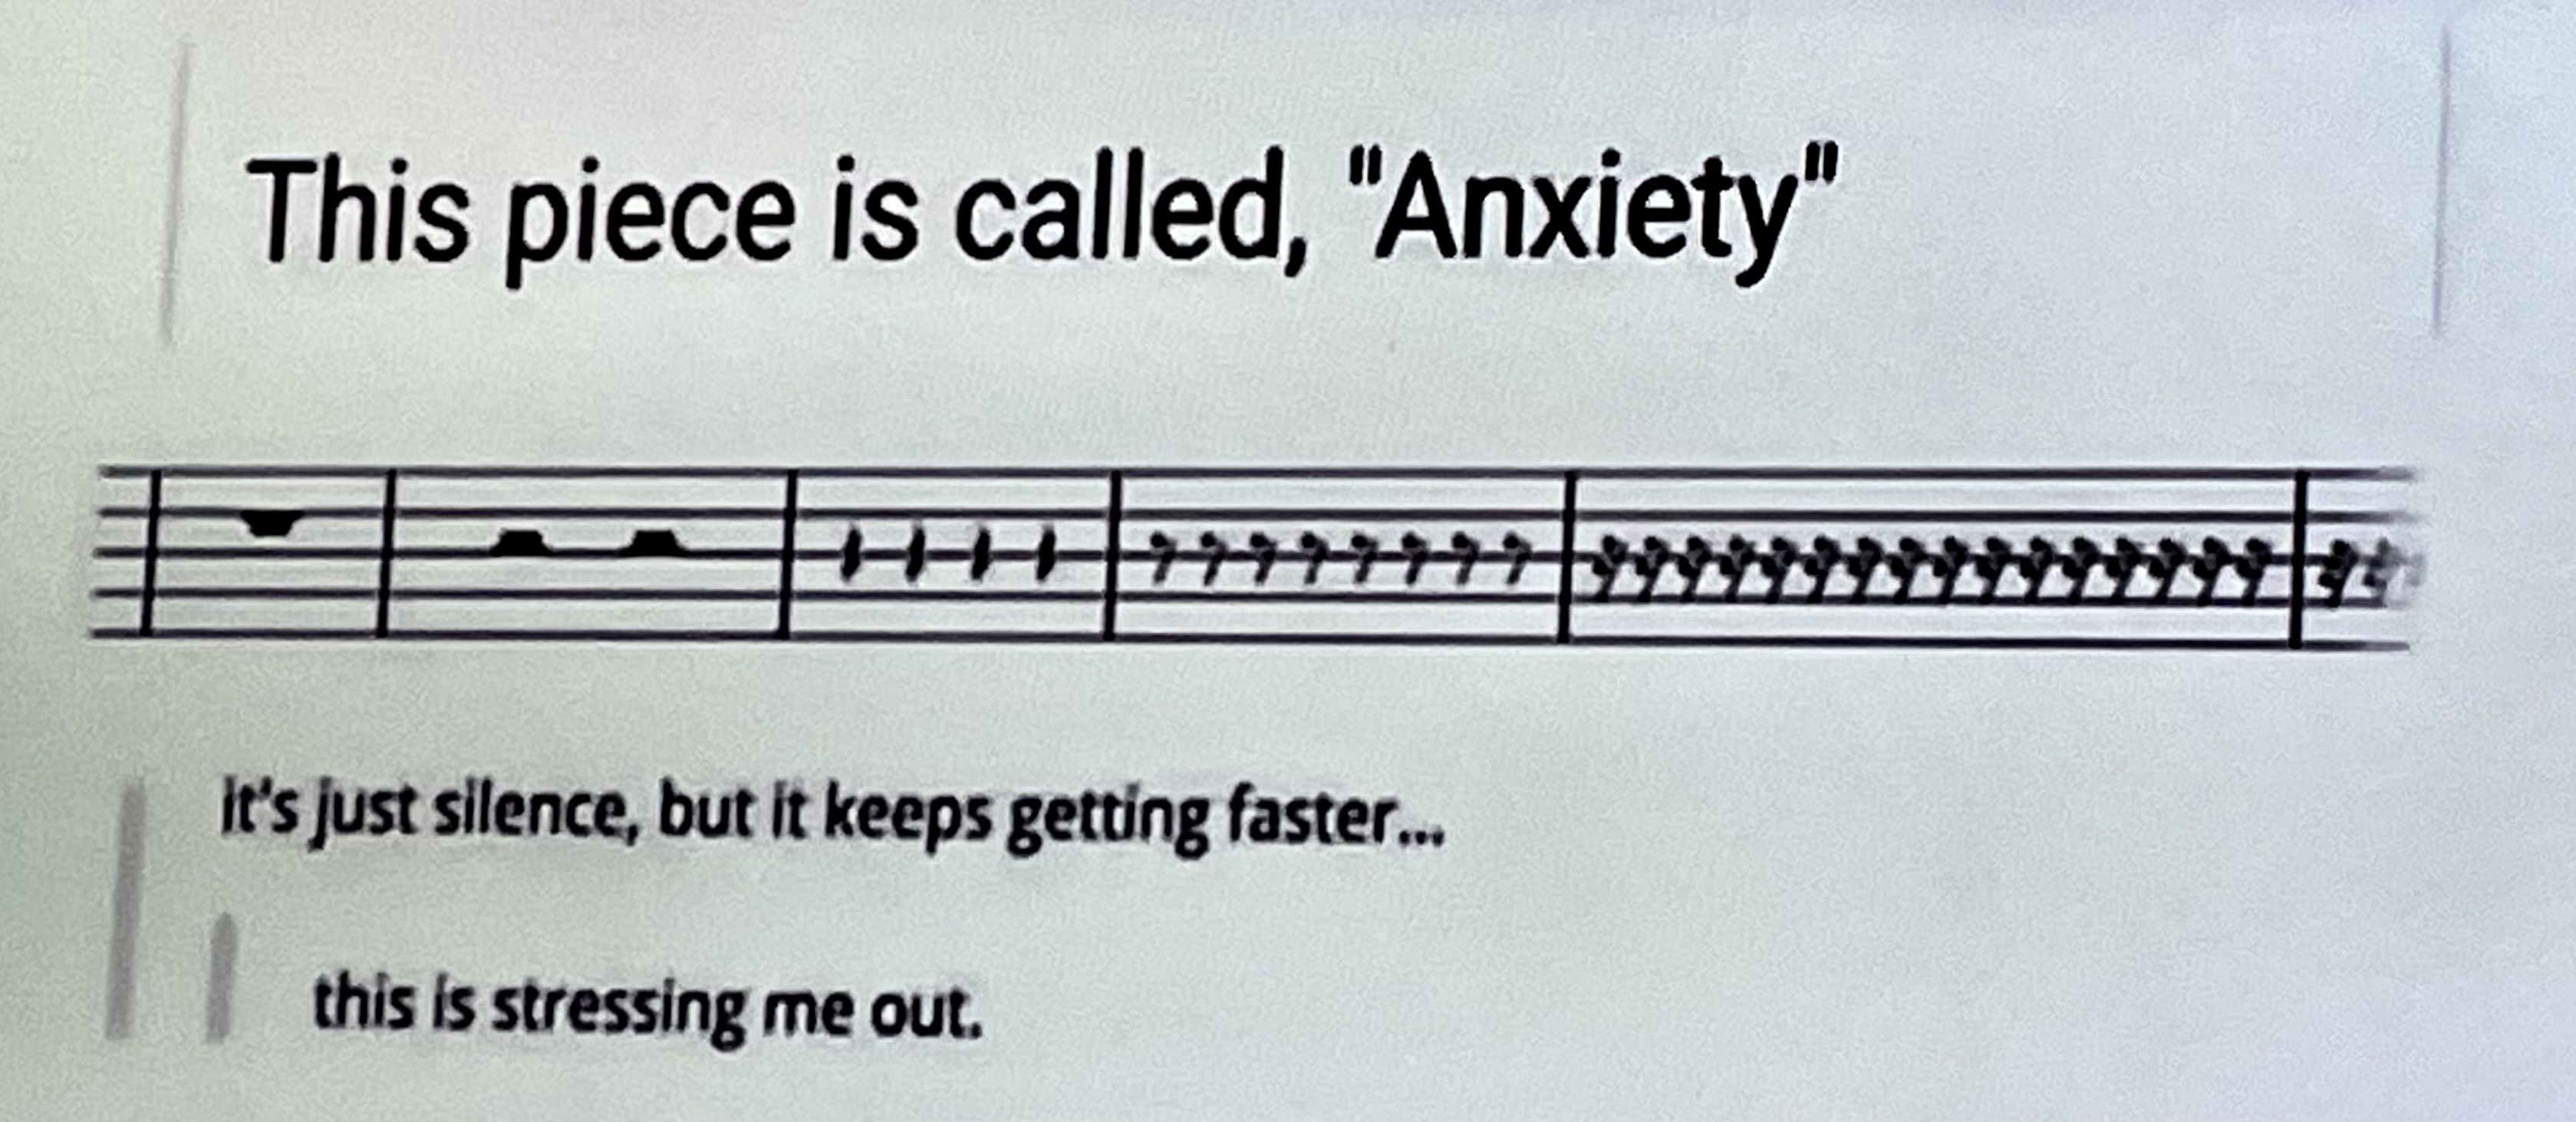 This piece is called, "Anxiety"
it's just silence, but it keeps getting faster...
this is stressing me out.